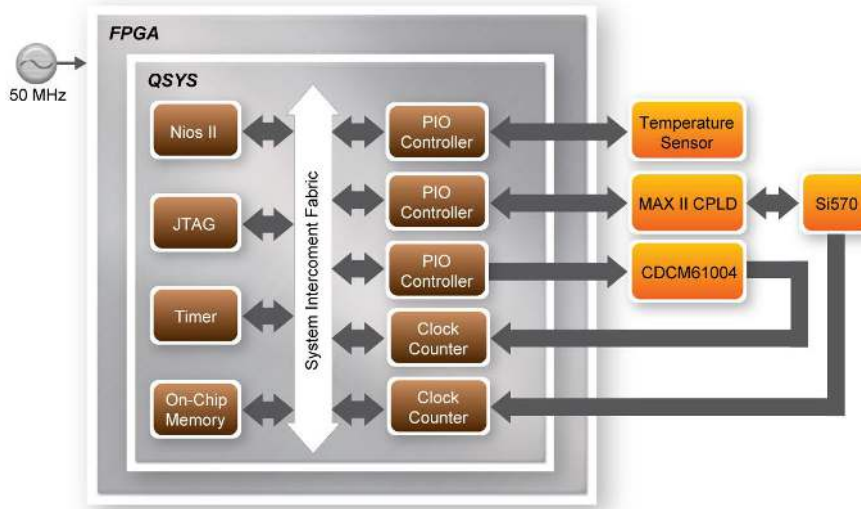 FPGA
50 MHz
QSYS
Nios II
JTAG
Timer
On-Chip
Memory
System Intercoment Fabric
PIO
Controller
PIO
Controller
PIO
Controller
Clock
Counter
Clock
Counter
Temperature
Sensor
MAX II CPLD
Si570
CDCM61004